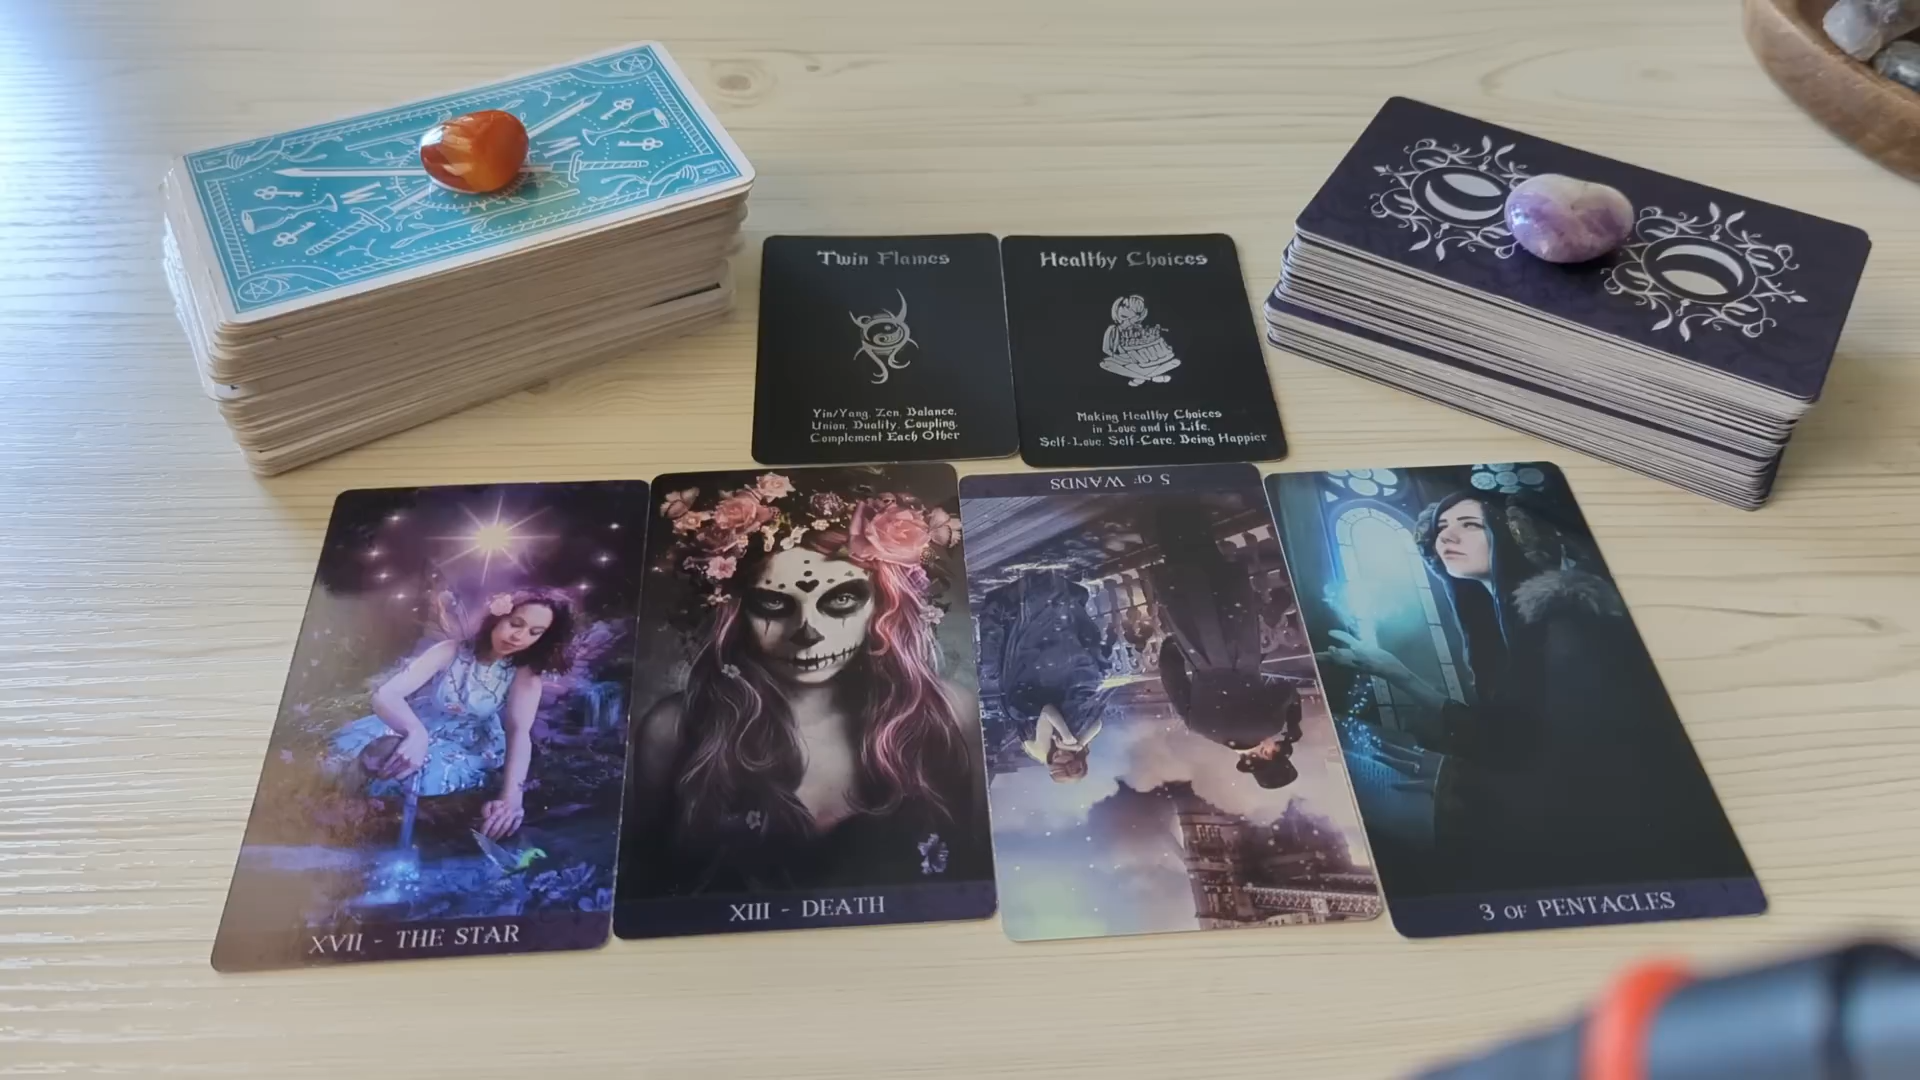 Twin Flames
Yin/Yang, Zen, Balance,
Union, Duality, Coupling,
Complement Each Other
Healthy Choices
Making Healthy Choices
in Love and in Life,
Self-Love, Self-Care, Being Happier
XVII - THE STAR
XIII - DEATH
5 OF WANDS
3 OF PENTACLES
W
W